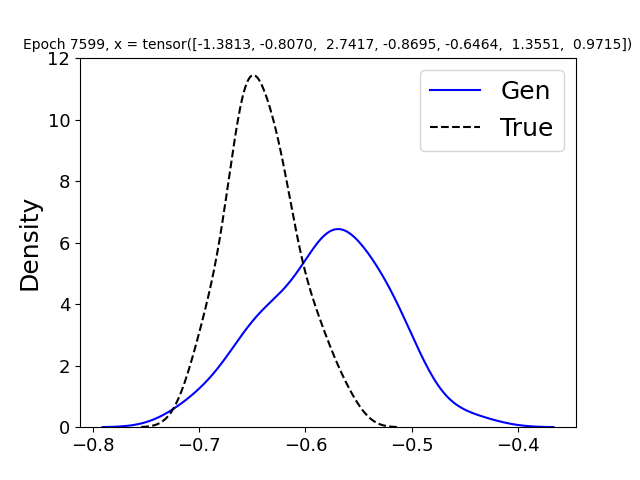 Epoch 7599, x = tensor([-1.3813, -0.8070,  2.7417, -0.8695, -0.6464,  1.3551,  0.9715])
12
10
8
6
4
2
0
Density
Gen
True
−0.8 −0.7 −0.6 −0.5 −0.4